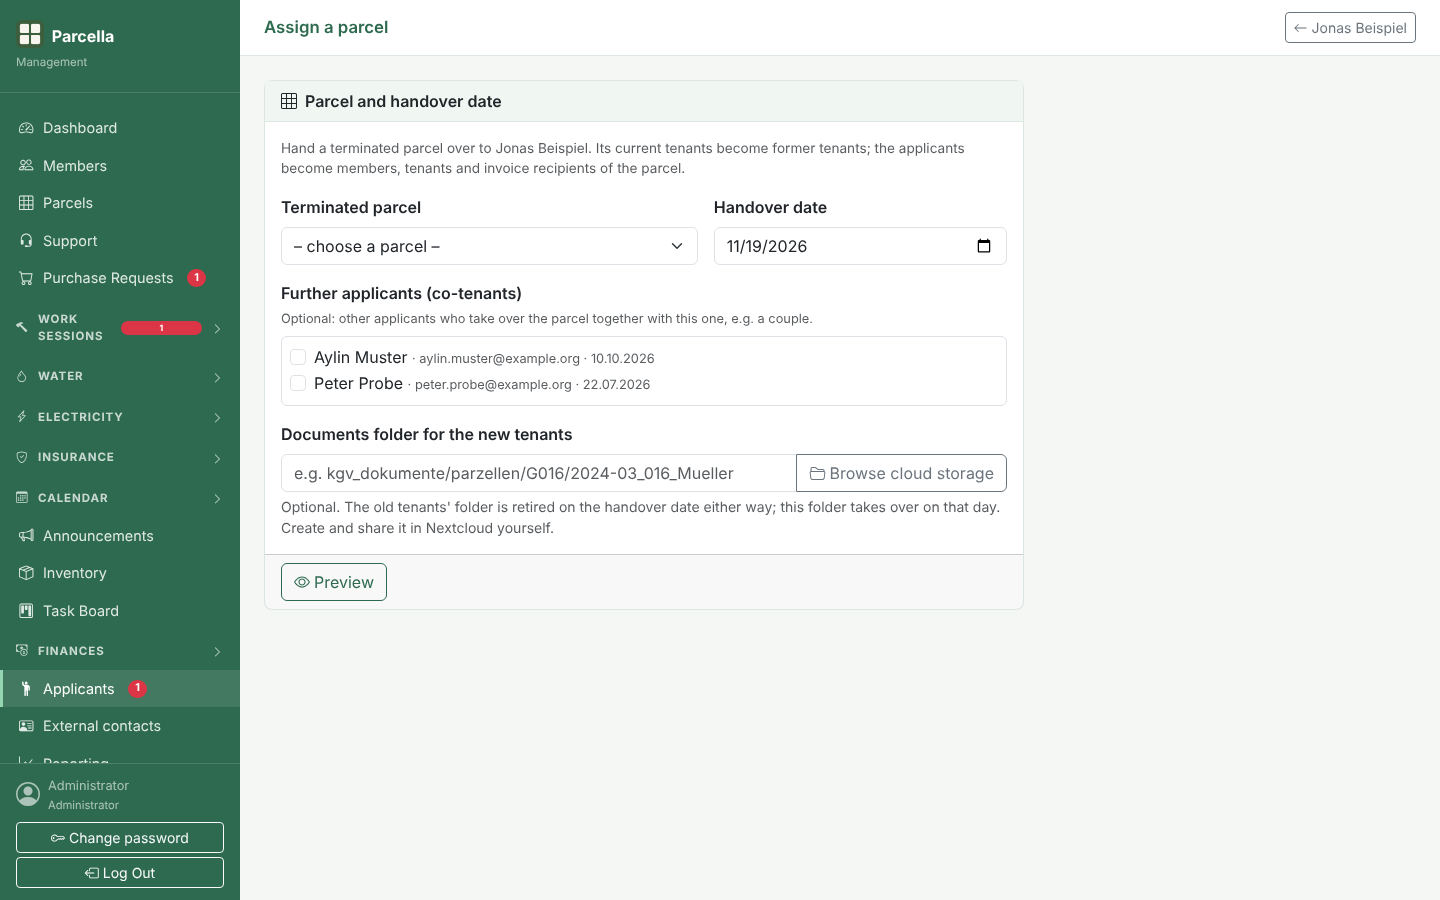 Parcella
Management
Dashboard
Members
Parcels
Support
Purchase Requests 1
WORK SESSIONS 1
WATER
ELECTRICITY
INSURANCE
CALENDAR
Announcements
Inventory
Task Board
FINANCES
Applicants 1
External contacts
Reporting
Administrator
Administrator
Change password
Log Out
Assign a parcel
← Jonas Beispiel
Parcel and handover date
Hand a terminated parcel over to Jonas Beispiel. Its current tenants become former tenants; the applicants
become members, tenants and invoice recipients of the parcel.
Terminated parcel
Handover date
– choose a parcel –
11/19/2026
Further applicants (co-tenants)
Optional: other applicants who take over the parcel together with this one, e.g. a couple.
Aylin Muster · aylin.muster@example.org · 10.10.2026
Peter Probe · peter.probe@example.org · 22.07.2026
Documents folder for the new tenants
e.g. kgv_dokumente/parzellen/G016/2024-03_016_Mueller
Browse cloud storage
Optional. The old tenants' folder is retired on the handover date either way; this folder takes over on that day.
Create and share it in Nextcloud yourself.
Preview